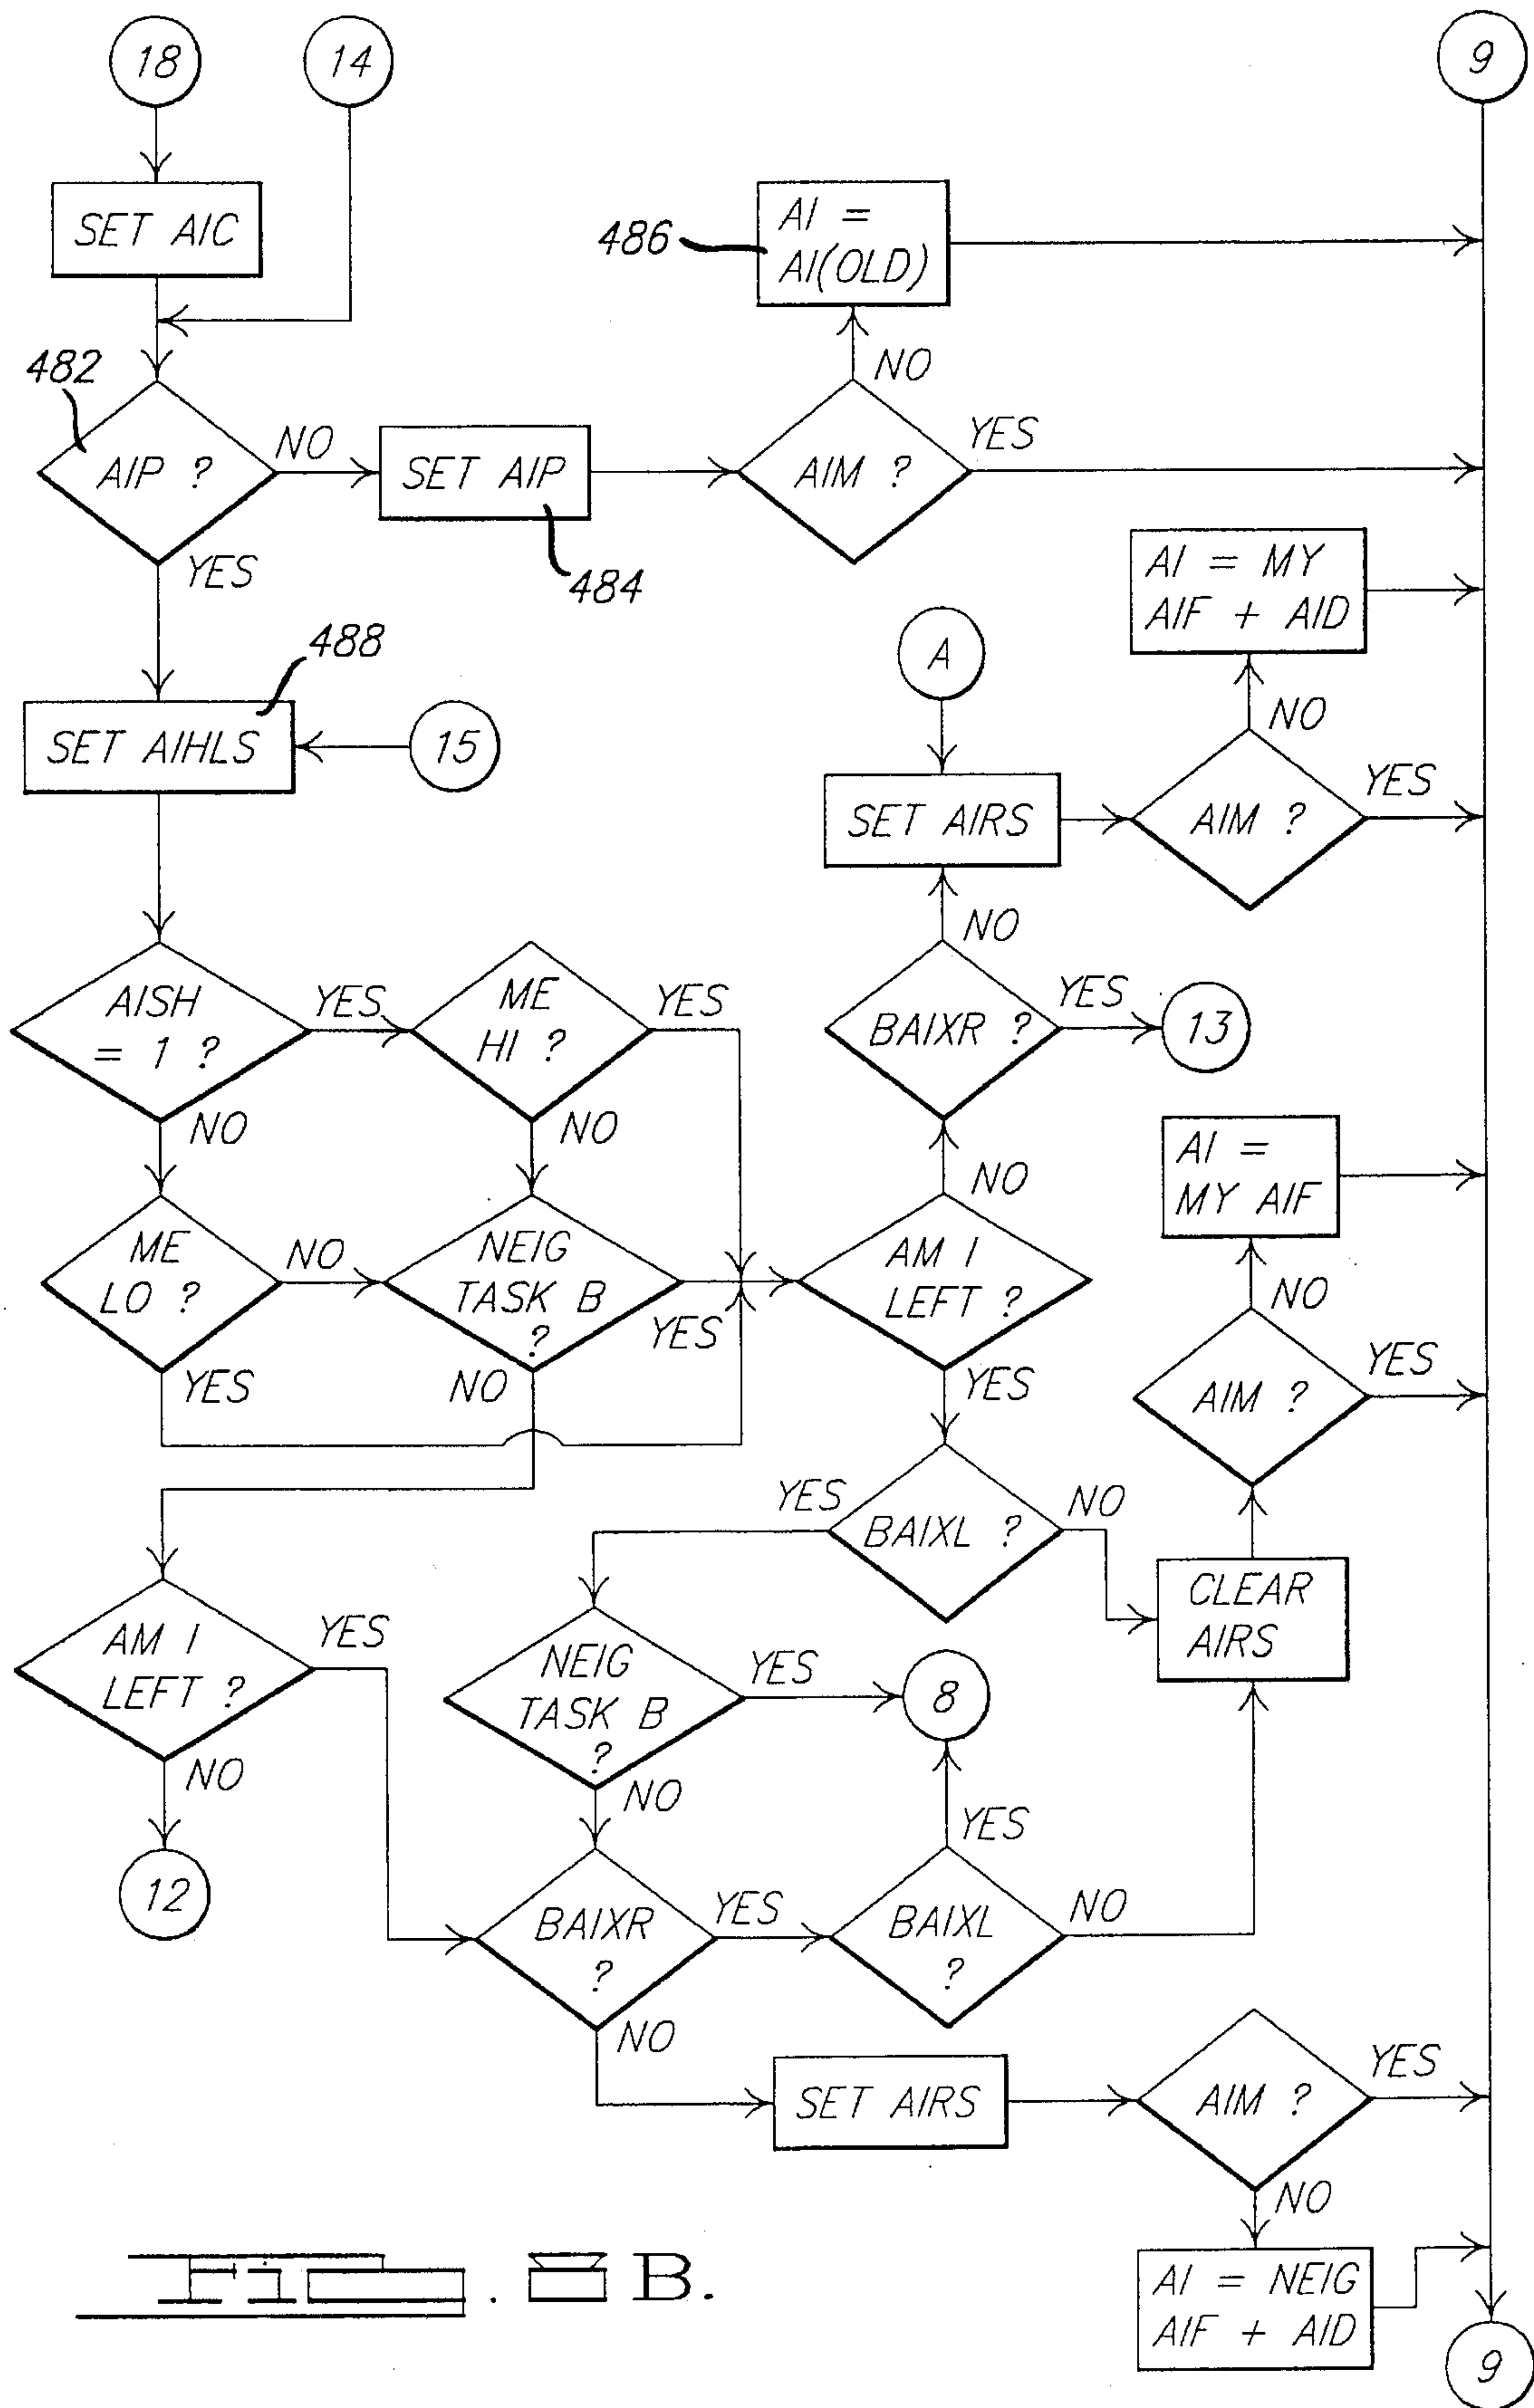 18
14
9
SET AIC
AI =
AI(OLD)
486
482
NO
AIP ?
NO
SET AIP
AIM ?
YES
YES
484
AI = MY
AIF + AID
488
A
SET AIHLS
15
NO
SET AIRS
AIM ?
YES
NO
AISH
= 1 ?
YES
ME
HI ?
YES
BAIXR ?
YES
13
NO
NO
AI =
MY AIF
NO
ME
LO ?
NO
NEIG
TASK B
?
YES
AM I
LEFT ?
NO
YES
NO
YES
AIM ?
YES
YES
BAIXL ?
NO
CLEAR
AIRS
AM I
LEFT ?
YES
NEIG
TASK B
?
YES
8
NO
NO
YES
12
BAIXR
?
YES
BAIXL
?
NO
NO
SET AIRS
AIM ?
YES
NO
AI = NEIG
AIF + AID
9
FIG. 8B.